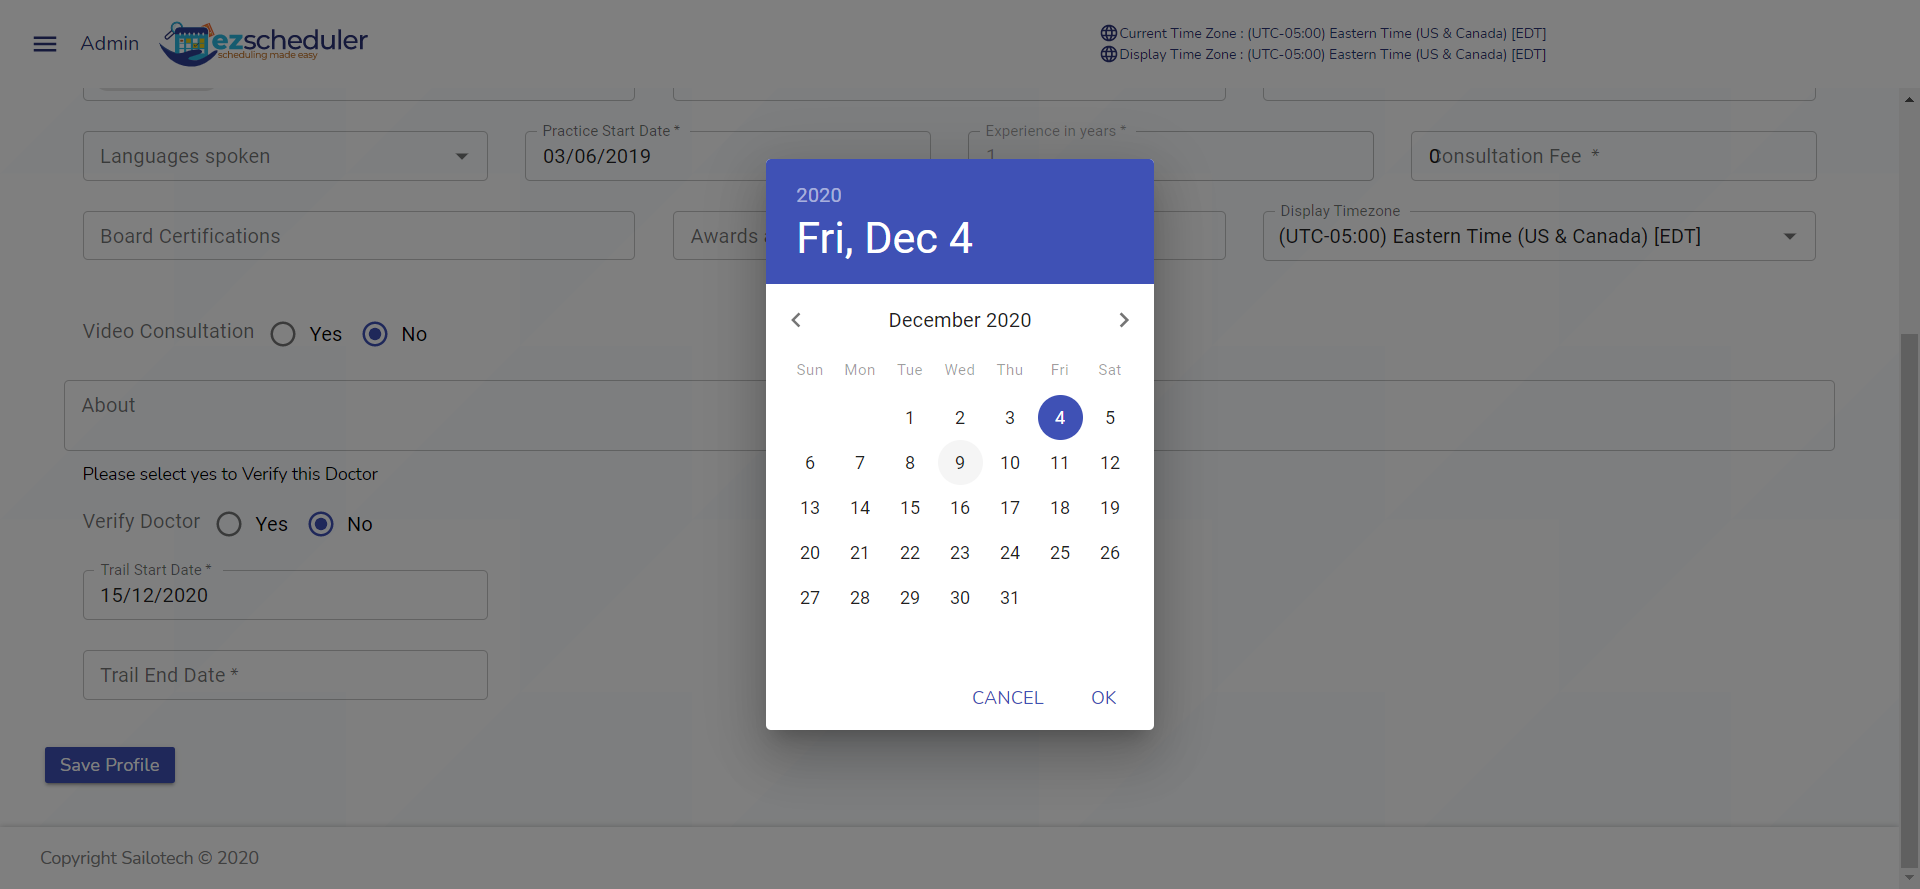 Admin
ezscheduler
scheduling made easy
Current Time Zone : (UTC-05:00) Eastern Time (US & Canada) [EDT]
Display Time Zone : (UTC-05:00) Eastern Time (US & Canada) [EDT]
Languages spoken
Practice Start Date *
03/06/2019
Experience in years *
1
0
Consultation Fee *
Board Certifications
Awards
Display Timezone
(UTC-05:00) Eastern Time (US & Canada) [EDT]
2020
Fri, Dec 4
December 2020
Sun Mon Tue Wed Thu Fri Sat
1 2 3 4 5
6 7 8 9 10 11 12
13 14 15 16 17 18 19
20 21 22 23 24 25 26
27 28 29 30 31
CANCEL OK
Video Consultation Yes No
About
Please select yes to Verify this Doctor
Verify Doctor Yes No
Trail Start Date *
15/12/2020
Trail End Date *
Save Profile
Copyright Sailotech © 2020